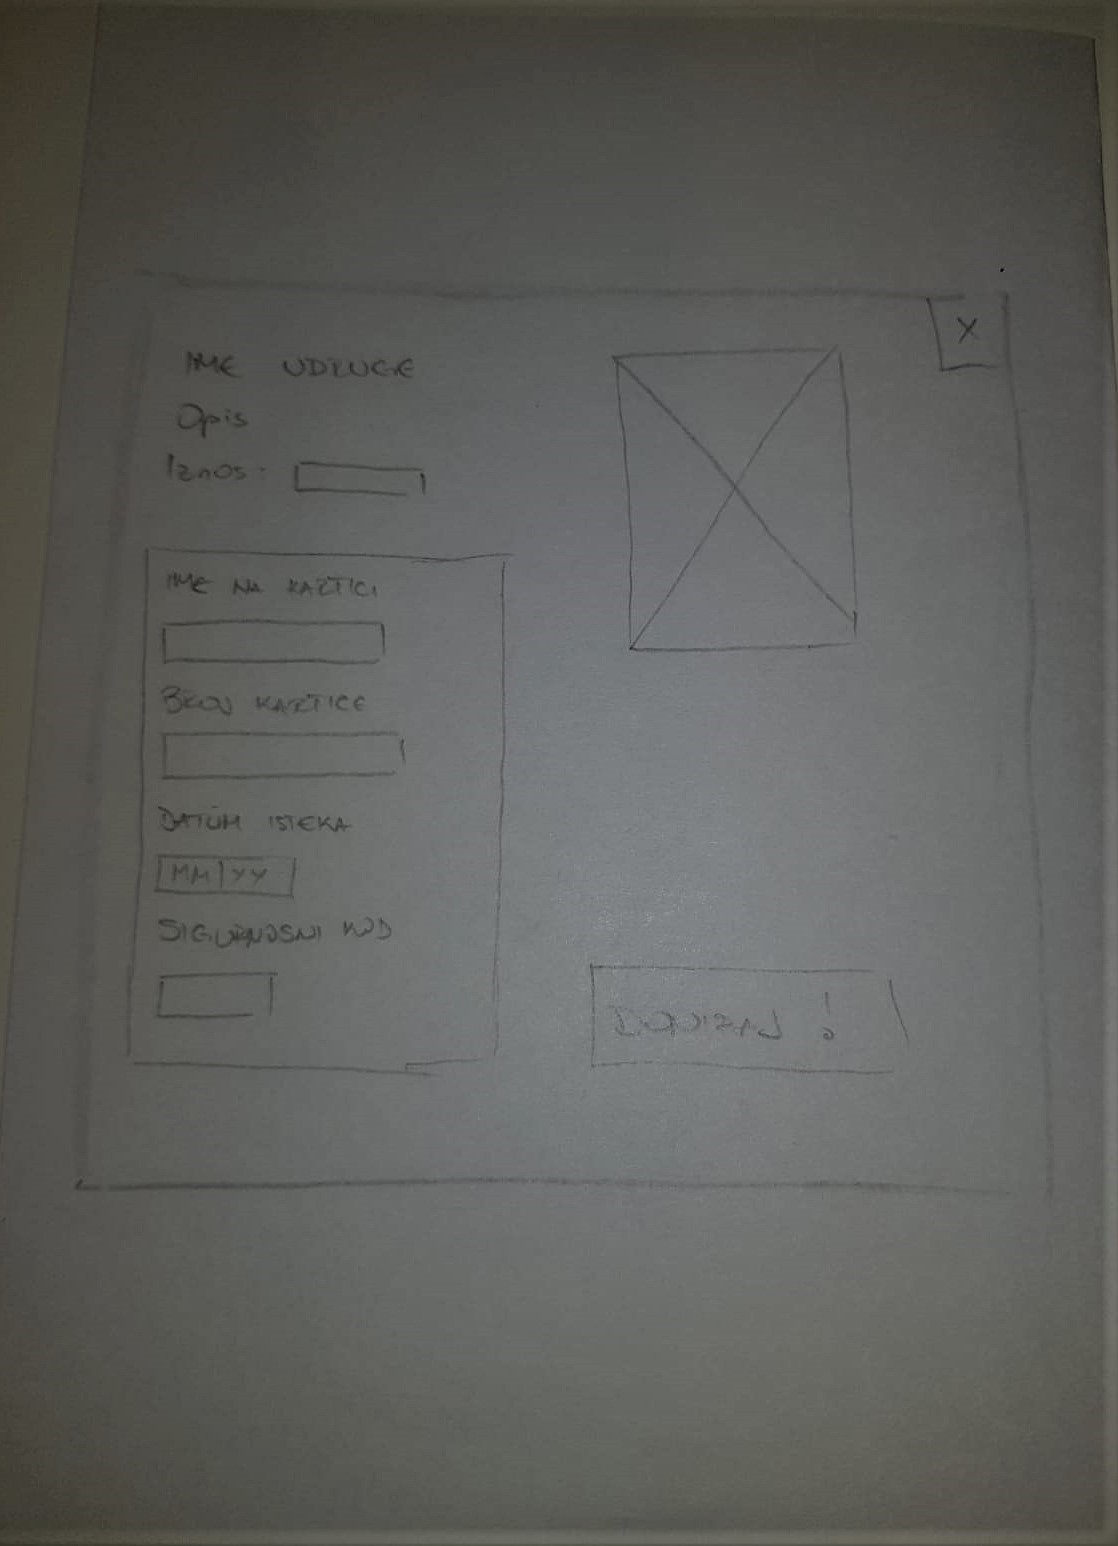 X
IME UDRUGE
Opis
Iznos:
IME NA KARTICI
BROJ KARTICE
DATUM ISTEKA
MM|YY
SIGURNOSNI KOD
DONIRAJ !